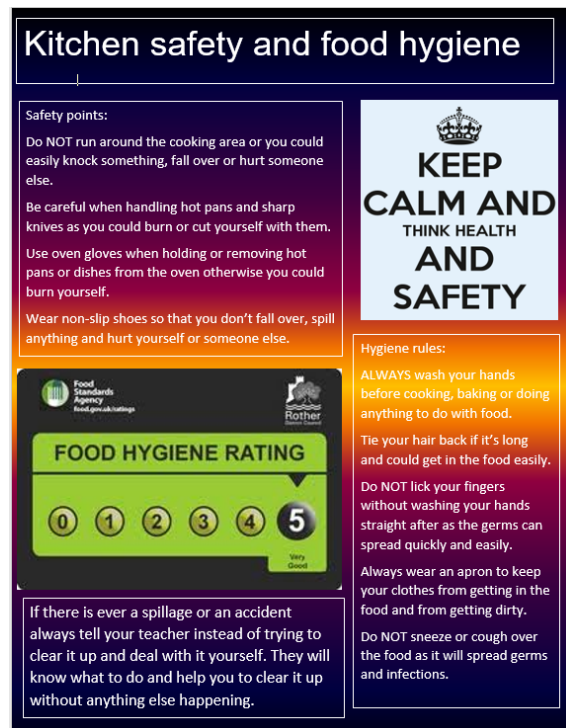 Kitchen safety and food hygiene
Safety points:
Do NOT run around the cooking area or you could
easily knock something, fall over or hurt someone
else.
Be careful when handling hot pans and sharp
knives as you could burn or cut yourself with them.
Use oven gloves when holding or removing hot
pans or dishes from the oven otherwise you could
burn yourself.
Wear non-slip shoes so that you don't fall over, spill
anything and hurt yourself or someone else.
KEEP
CALM AND
THINK HEALTH
AND
SAFETY
Food
Standards
Agency
food.gov.uk/ratings
Rother
District Council
FOOD HYGIENE RATING
0 1 2 3 4 5
Very
Good
Hygiene rules:
ALWAYS wash your hands
before cooking, baking or doing
anything to do with food.
Tie your hair back if it's long
and could get in the food easily.
Do NOT lick your fingers
without washing your hands
straight after as the germs can
spread quickly and easily.
Always wear an apron to keep
your clothes from getting in the
food and from getting dirty.
Do NOT sneeze or cough over
the food as it will spread germs
and infections.
If there is ever a spillage or an accident
always tell your teacher instead of trying to
clear it up and deal with it yourself. They will
know what to do and help you to clear it up
without anything else happening.